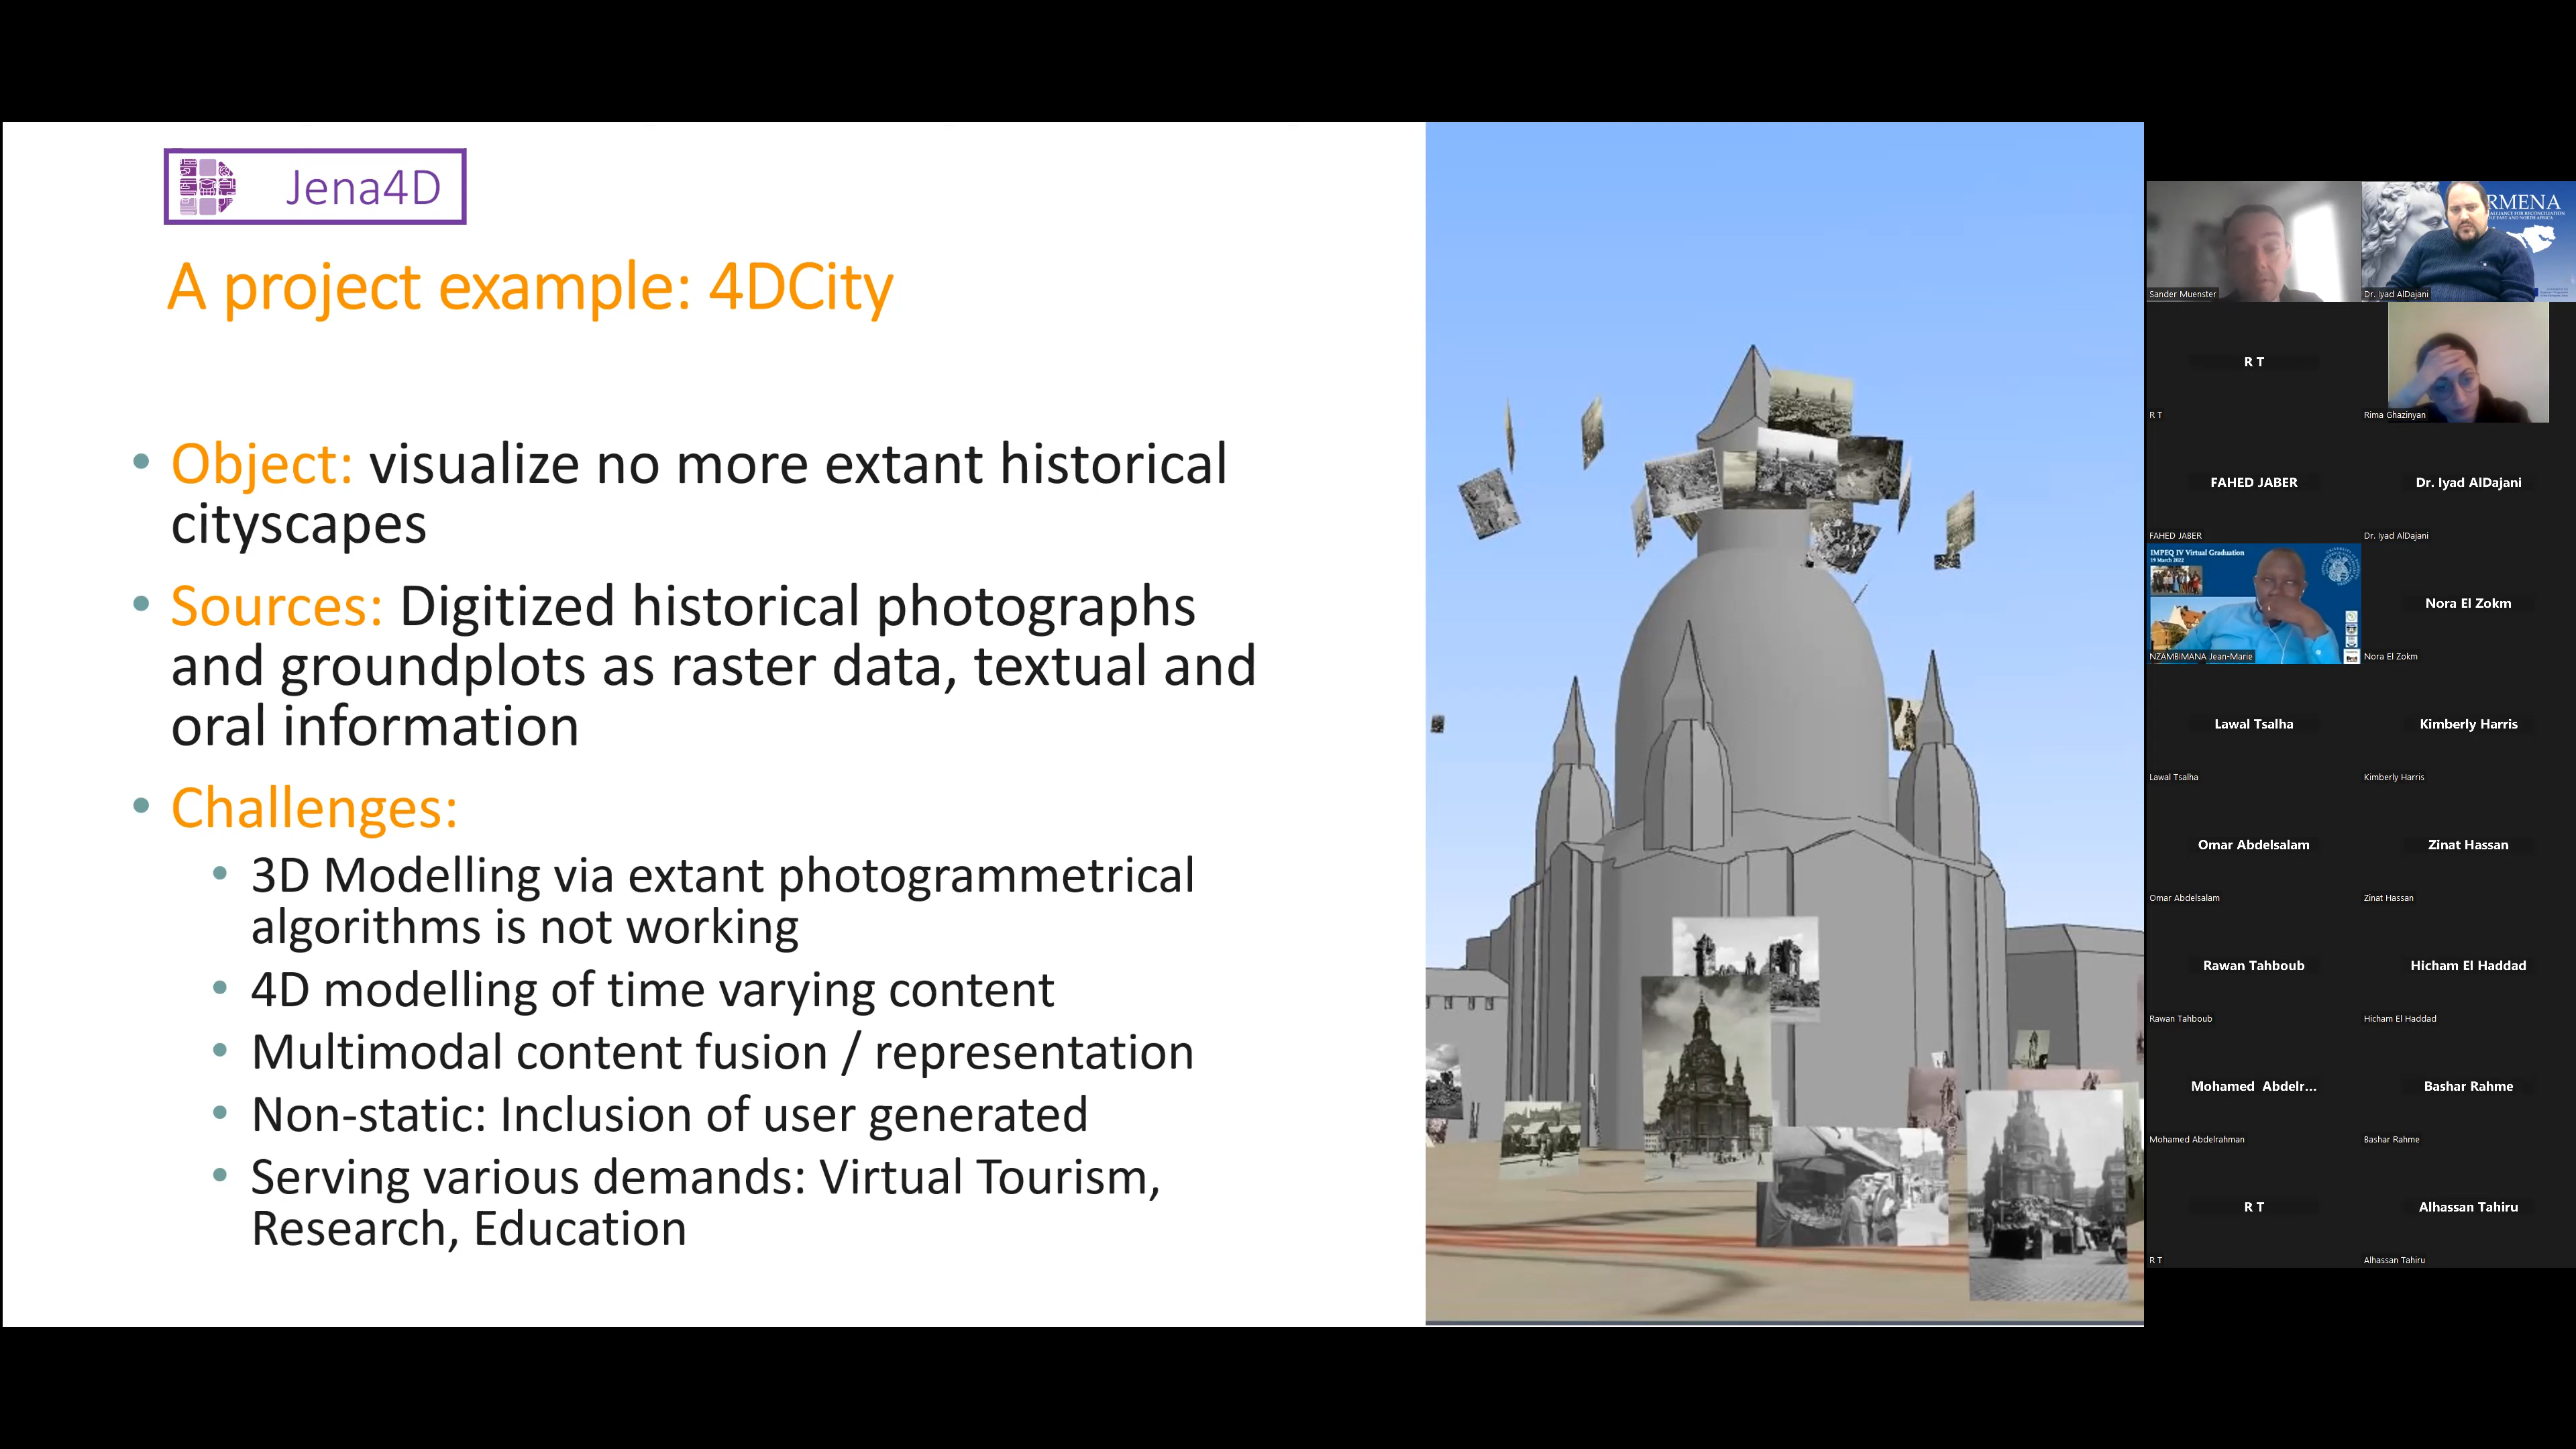 Jena4D
A project example: 4DCity
• Object: visualize no more extant historical
cityscapes
• Sources: Digitized historical photographs
and groundplots as raster data, textual and
oral information
• Challenges:
• 3D Modelling via extant photogrammetrical
algorithms is not working
• 4D modelling of time varying content
• Multimodal content fusion / representation
• Non-static: Inclusion of user generated
• Serving various demands: Virtual Tourism,
Research, Education
Sander Muenster
RMENA
Dr. Iyad AlDajani
R T
R T
Rima Ghazinyan
FAHED JABER
FAHED JABER
Dr. Iyad AlDajani
Dr. Iyad AlDajani
IMPEQ IV Virtual Graduation
19 March 2022
NZAMBIMANA Jean-Marie
Nora El Zokm
Nora El Zokm
Lawal Tsalha
Lawal Tsalha
Kimberly Harris
Kimberly Harris
Omar Abdelsalam
Omar Abdelsalam
Zinat Hassan
Zinat Hassan
Rawan Tahboub
Rawan Tahboub
Hicham El Haddad
Hicham El Haddad
Mohamed Abdelr...
Mohamed Abdelrahman
Bashar Rahme
Bashar Rahme
R T
R T
Alhassan Tahiru
Alhassan Tahiru